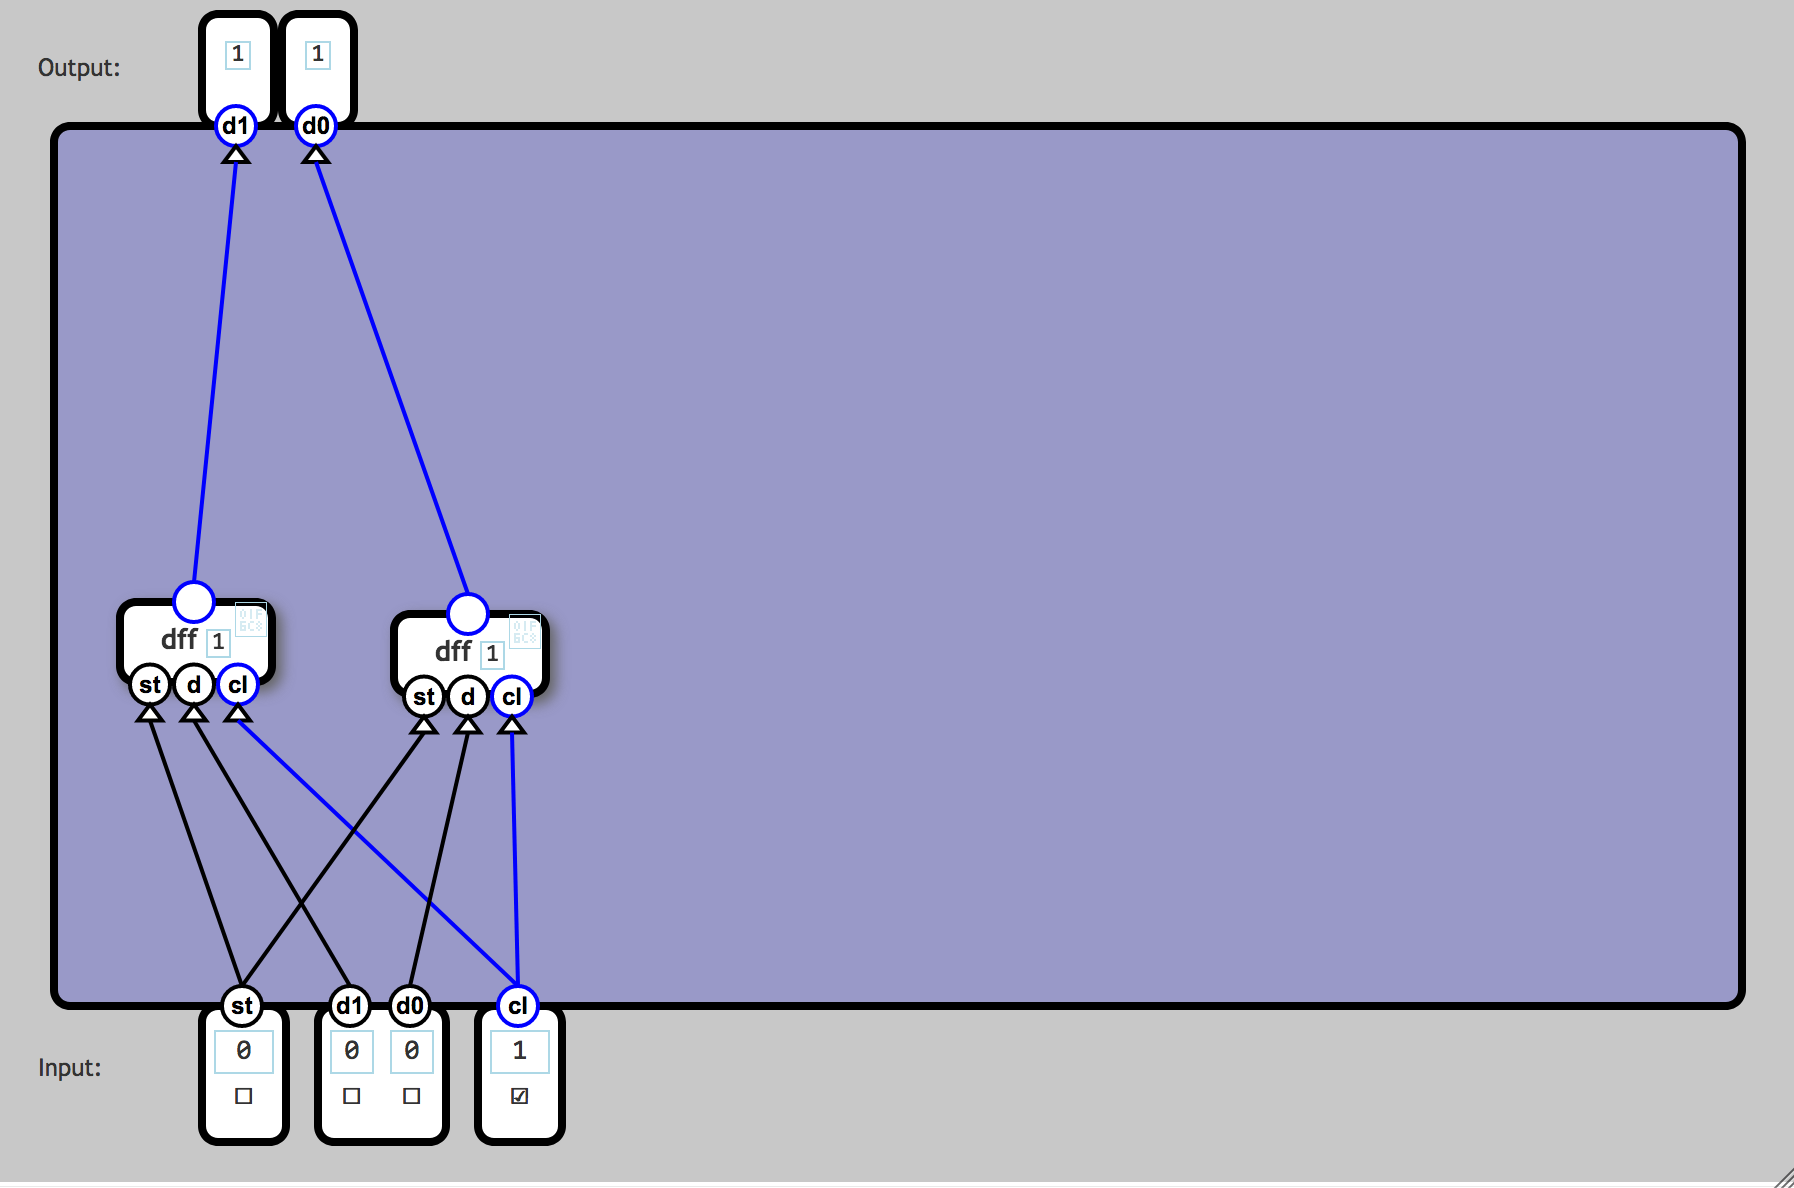 Output:
1 1
d1 d0
dff 1
dff 1
st d cl
st d cl
st d1 d0 cl
Input:
0 0 0 1